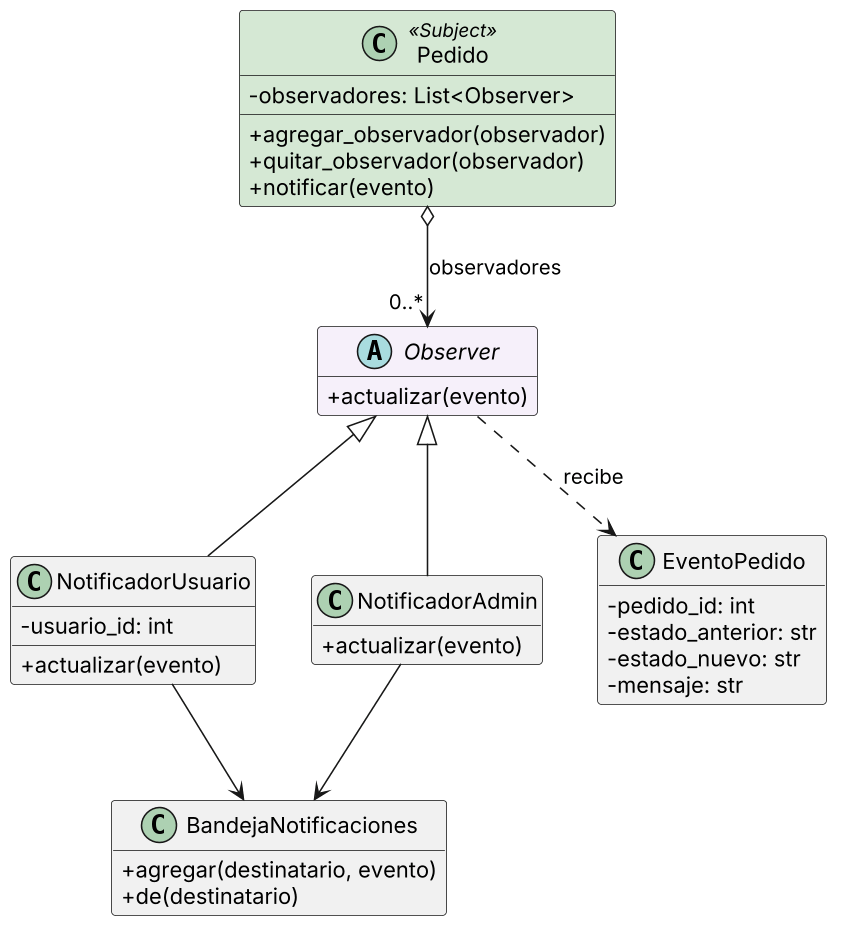 C
«Subject»
Pedido
-observadores: List<Observer>
+agregar_observador(observador)
+quitar_observador(observador)
+notificar(evento)
observadores
0..*
A
Observer
+actualizar(evento)
recibe
C
NotificadorUsuario
-usuario_id: int
+actualizar(evento)
C
NotificadorAdmin
+actualizar(evento)
C
EventoPedido
-pedido_id: int
-estado_anterior: str
-estado_nuevo: str
-mensaje: str
C
BandejaNotificaciones
+agregar(destinatario, evento)
+de(destinatario)